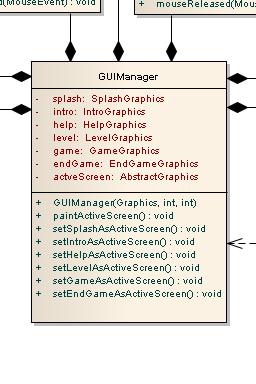 d(MouseEvent) : void
+ mouseReleased(Mous
GUIManager
- splash: SplashGraphics
- intro: IntroGraphics
- help: HelpGraphics
- level: LevelGraphics
- game: GameGraphics
- endGame: EndGameGraphics
- actveScreen: AbstractGraphics
+ GUIManager(Graphics, int, int)
+ paintActiveScreen() : void
+ setSplashAsActiveScreen() : void
+ setIntroAsActiveScreen() : void
+ setHelpAsActiveScreen() : void
+ setLevelAsActiveScreen() : void
+ setGameAsActiveScreen() : void
+ setEndGameAsActiveScreen() : void